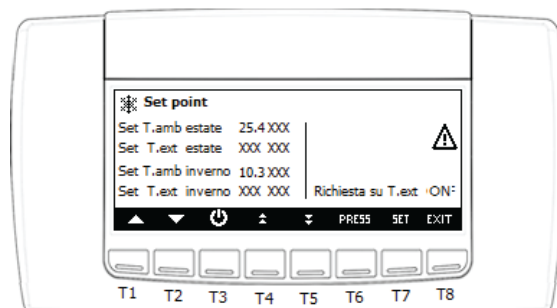 Set point
Set T.amb estate 25.4 XXX
Set T.ext estate XXX XXX
Set T.amb inverno 10.3 XXX
Set T.ext inverno XXX XXX Richiesta su T.ext ON
PRESS SET EXIT
T1 T2 T3 T4 T5 T6 T7 T8